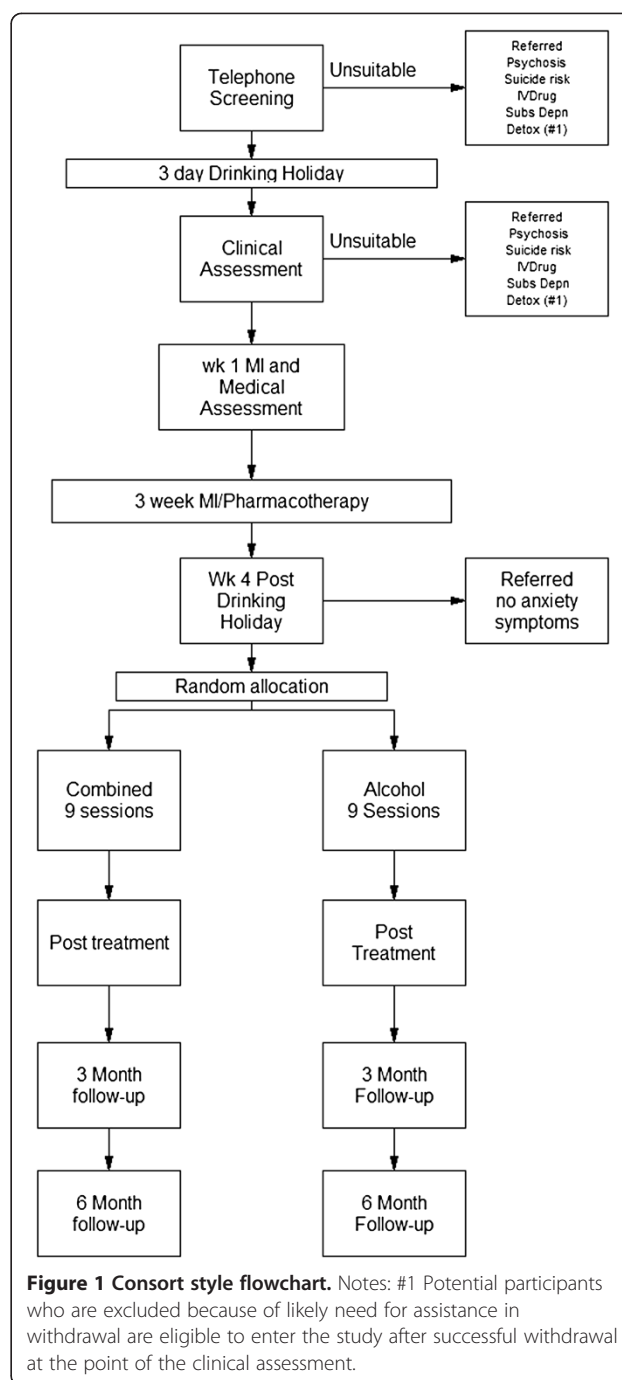 Telephone
Screening
Unsuitable
Referred
Psychosis
Suicide risk
IVDrug
Subs Depn
Detox (#1)
3 day Drinking Holiday
Clinical
Assessment
Unsuitable
Referred
Psychosis
Suicide risk
IVDrug
Subs Depn
Detox (#1)
wk 1 MI and
Medical
Assessment
3 week MI/Pharmacotherapy
Wk 4 Post
Drinking
Holiday
Referred
no anxiety
symptoms
Random allocation
Combined
9 sessions
Alcohol
9 Sessions
Post treatment
Post
Treatment
3 Month
follow-up
3 Month
Follow-up
6 Month
follow-up
6 Month
Follow-up
Figure 1 Consort style flowchart. Notes: #1 Potential participants
who are excluded because of likely need for assistance in
withdrawal are eligible to enter the study after successful withdrawal
at the point of the clinical assessment.